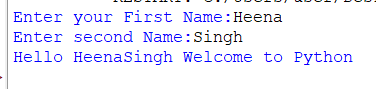 Enter your First Name:Heena
Enter second Name:Singh
Hello HeenaSingh Welcome to Python